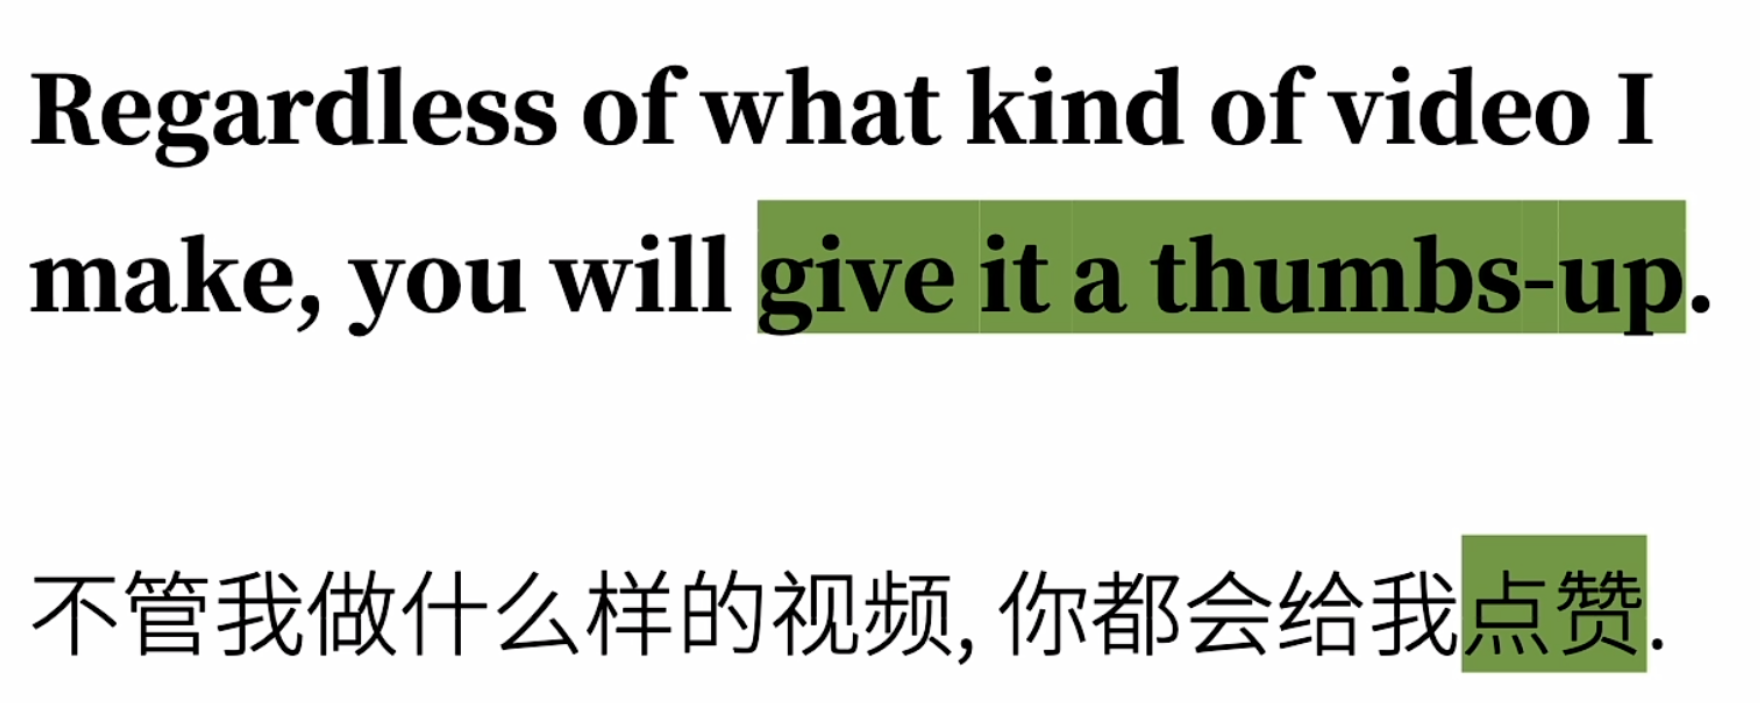 Regardless of what kind of video I
make, you will give it a thumbs-up.
不管我做什么样的视频, 你都会给我点赞.